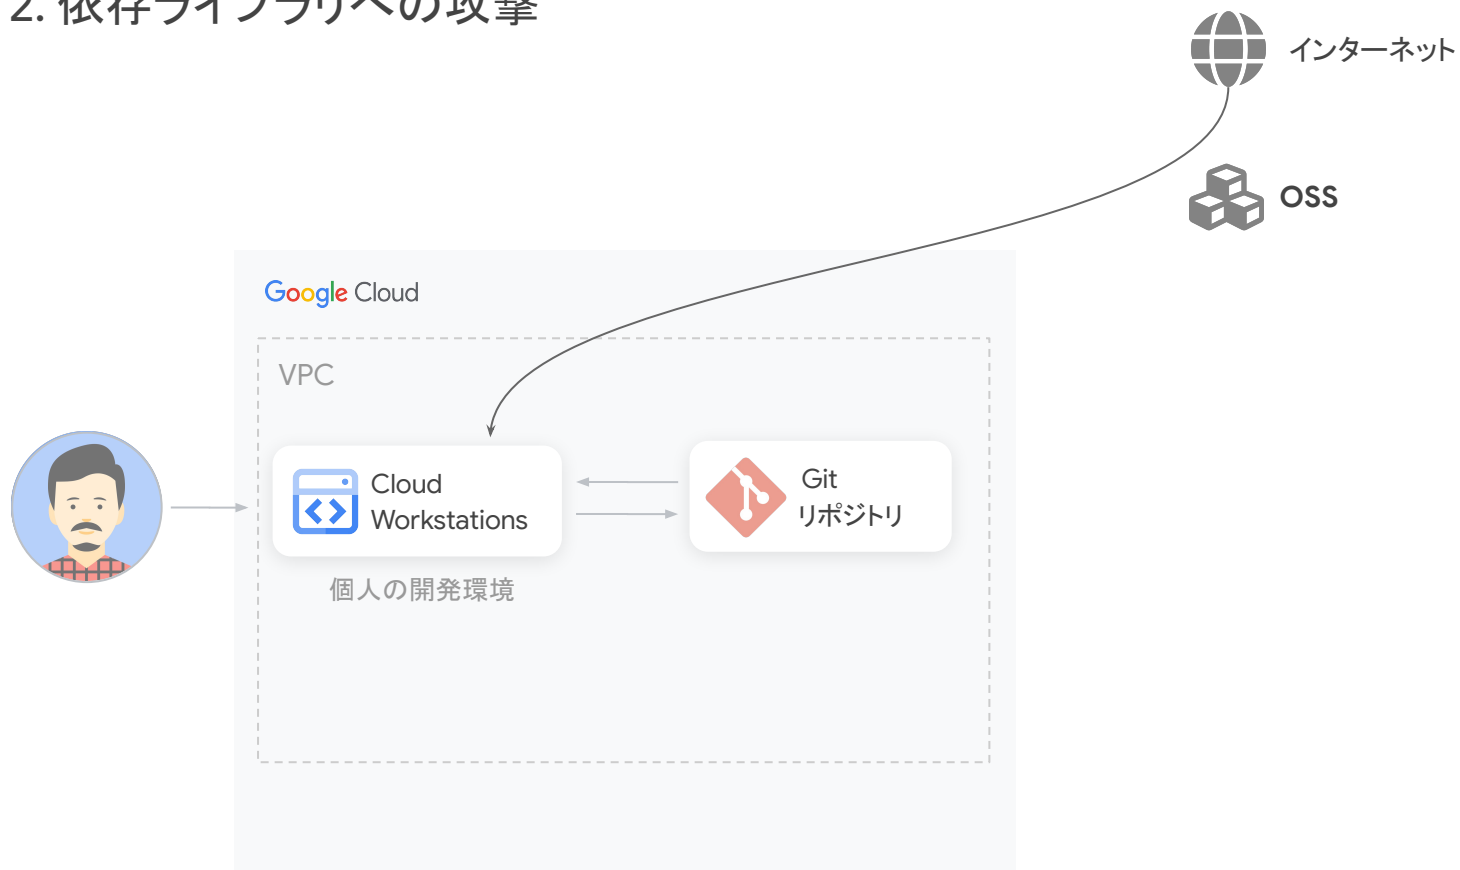 2. 依存ライブラリへの攻撃
インターネット
OSS
Google Cloud
VPC
Cloud
Workstations
Git
リポジトリ
個人の開発環境